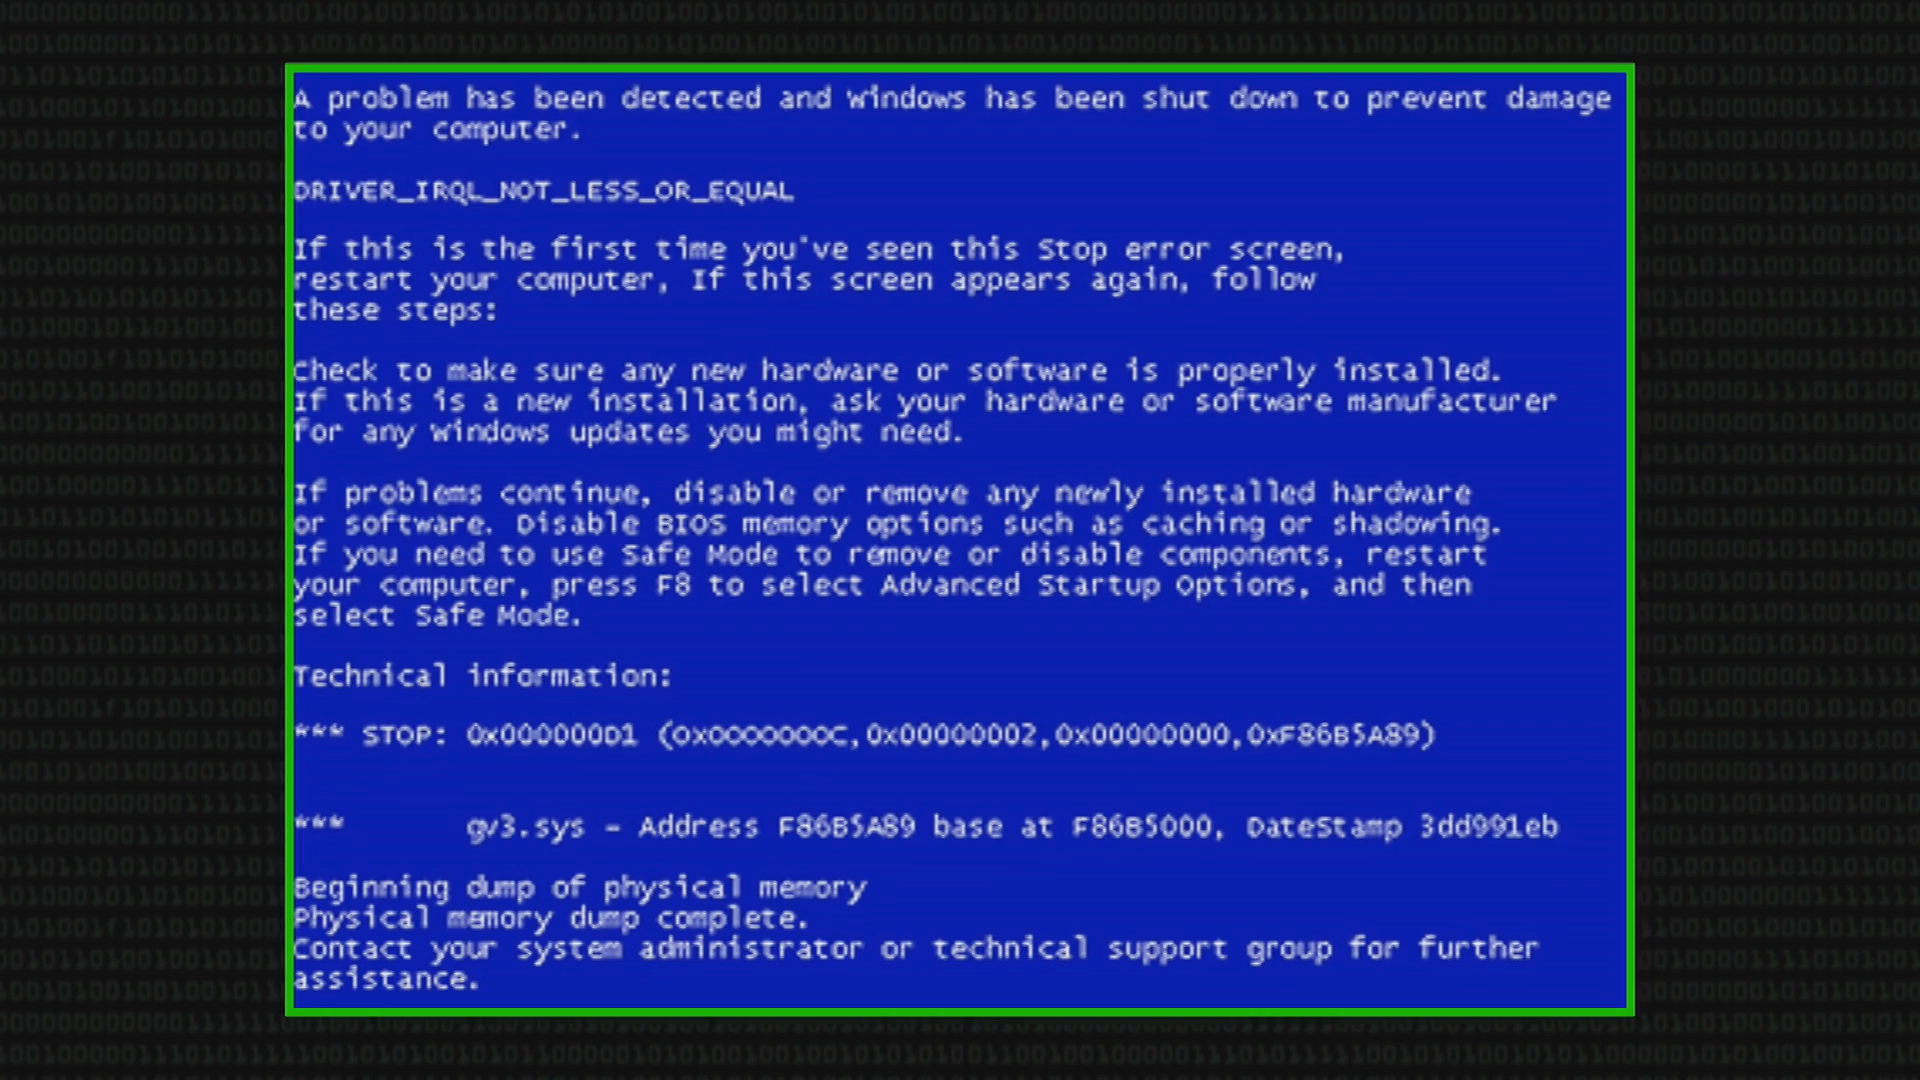 A problem has been detected and windows has been shut down to prevent damage
to your computer.
DRIVER_IRQL_NOT_LESS_OR_EQUAL
If this is the first time you've seen this Stop error screen,
restart your computer, If this screen appears again, follow
these steps:
Check to make sure any new hardware or software is properly installed.
If this is a new installation, ask your hardware or software manufacturer
for any windows updates you might need.
If problems continue, disable or remove any newly installed hardware
or software. Disable BIOS memory options such as caching or shadowing.
If you need to use Safe Mode to remove or disable components, restart
your computer, press F8 to select Advanced Startup Options, and then
select Safe Mode.
Technical information:
*** STOP: 0x000000D1 (0x0000000C,0x00000002,0x00000000,0xF86B5A89)
*** gv3.sys – Address F86B5A89 base at F86B5000, DateStamp 3dd991eb
Beginning dump of physical memory
Physical memory dump complete.
Contact your system administrator or technical support group for further
assistance.